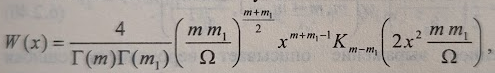 W(x) = \frac{4}{\Gamma(m)\Gamma(m_1)} \left( \frac{m m_1}{\Omega} \right)^{\frac{m+m_1}{2}} x^{m+m_1-1} K_{m-m_1} \left( 2x^2 \frac{m m_1}{\Omega} \right),